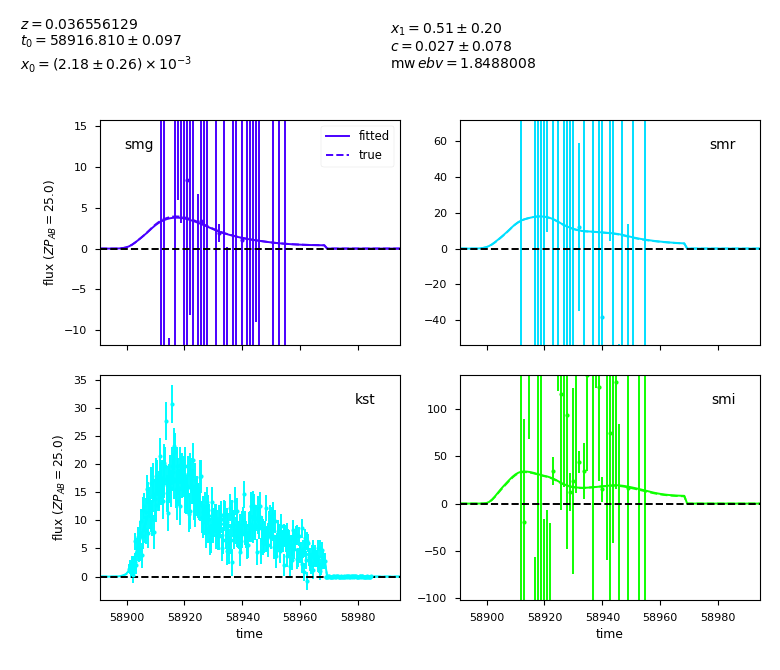 z = 0.036556129
t₀ = 58916.810 ± 0.097
x₀ = (2.18 ± 0.26) × 10⁻³
x₁ = 0.51 ± 0.20
c = 0.027 ± 0.078
mw ebv = 1.8488008
smg
fitted
true
15
10
5
0
−5
−10
flux (ZP_AB = 25.0)
smr
60
40
20
0
−20
−40
kst
35
30
25
20
15
10
5
0
flux (ZP_AB = 25.0)
58900 58920 58940 58960 58980
time
smi
100
50
0
−50
−100
58900 58920 58940 58960 58980
time